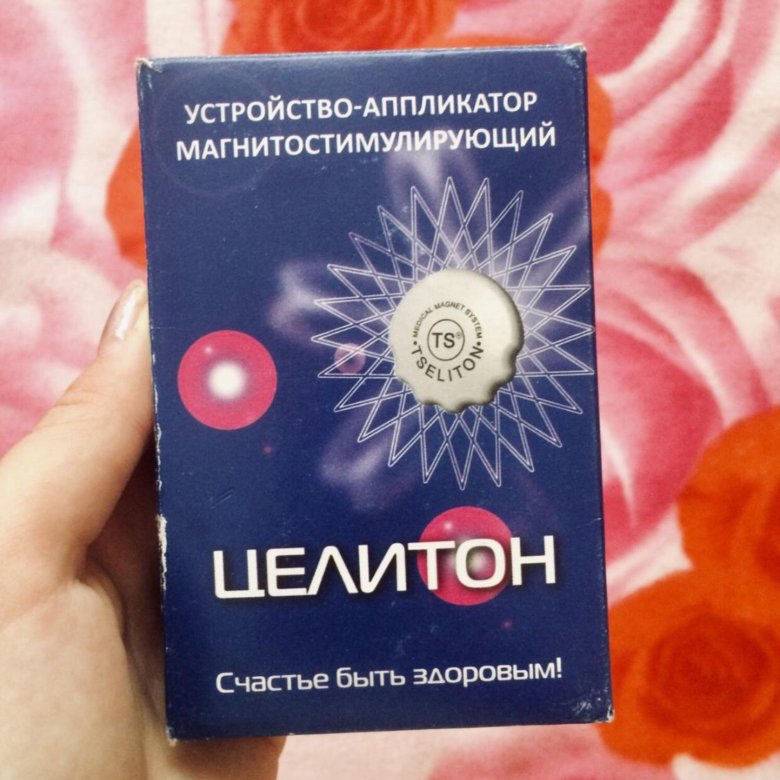 УСТРОЙСТВО-АППЛИКАТОР
МАГНИТОСТИМУЛИРУЮЩИЙ
• MEDICAL MAGNET SYSTEM •
TS®
TSELITON
ЦЕЛИТОН
Счастье быть здоровым!